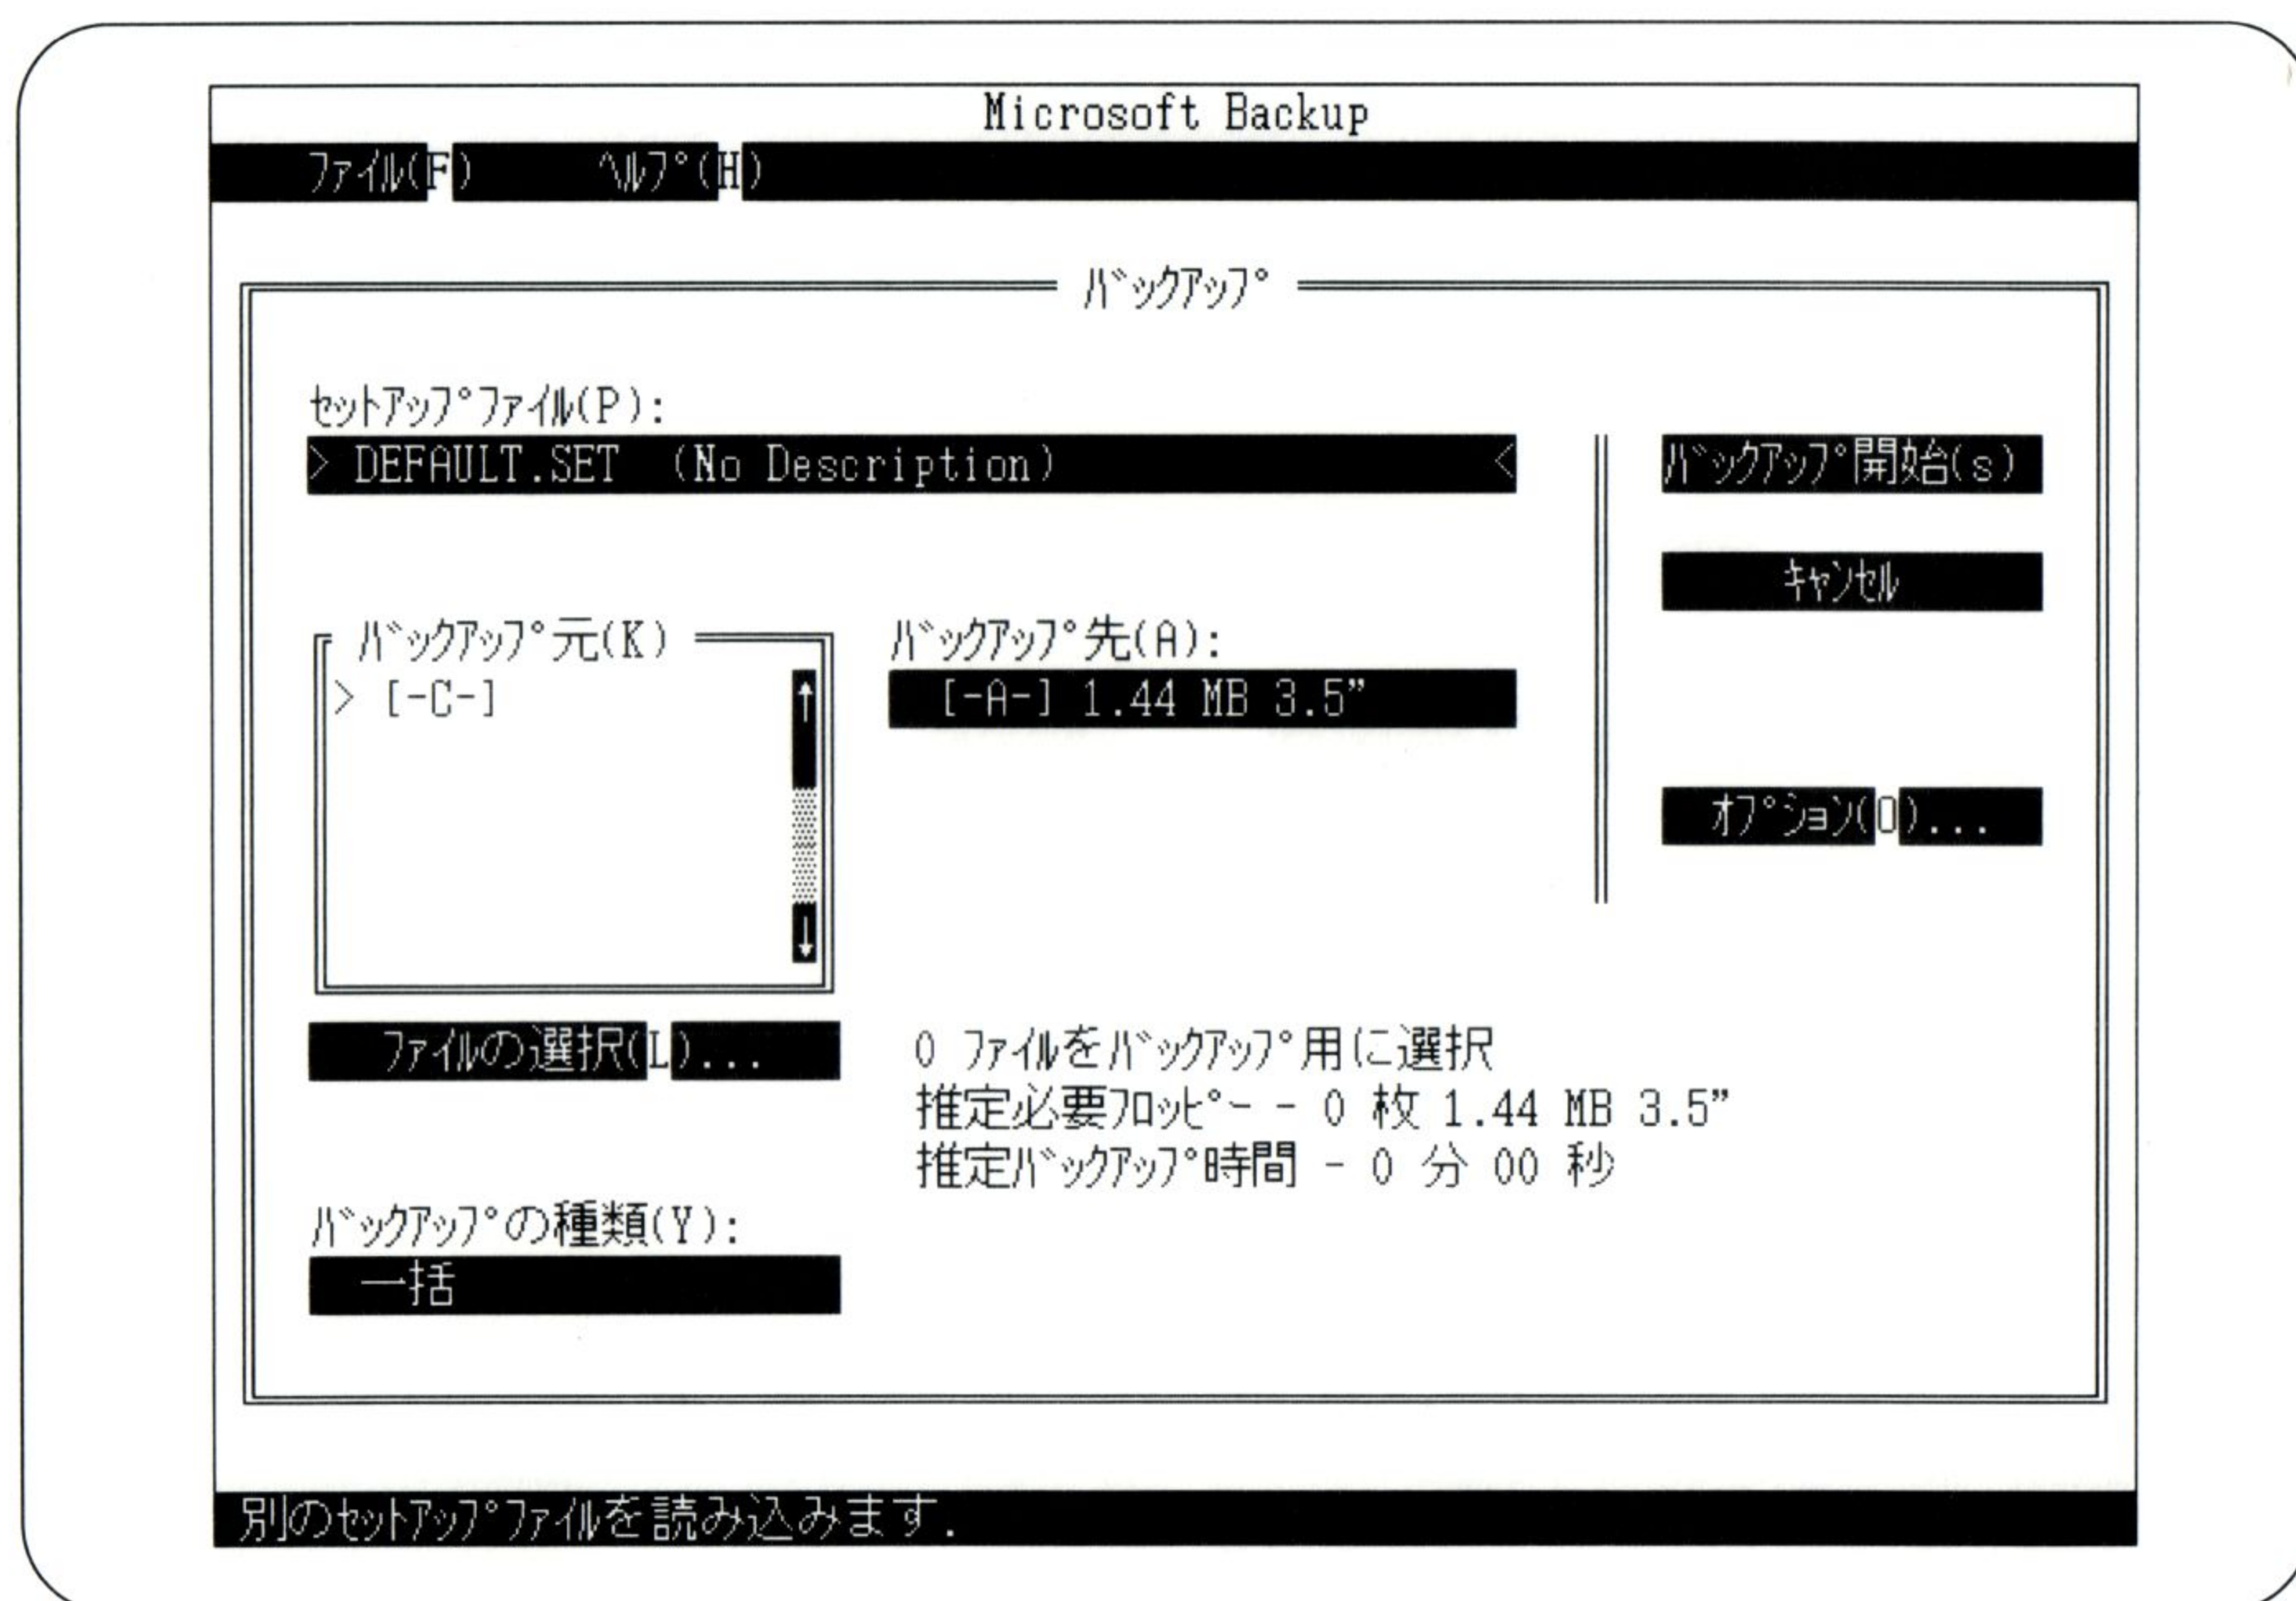 Microsoft Backup
ファイル(F) ヘルプ(H)
バックアップ
セットアップファイル(P):
> DEFAULT.SET (No Description) <
バックアップ開始(s)
キャンセル
バックアップ元(K)
バックアップ先(A):
> [-C-]
[-A-] 1.44 MB 3.5”
オプション(O)...
ファイルの選択(L)...
0 ファイルをバックアップ用に選択
推定必要フロッピー - 0 枚 1.44 MB 3.5”
推定バックアップ時間 - 0 分 00 秒
バックアップの種類(Y):
一括
別のセットアップファイルを読み込みます.